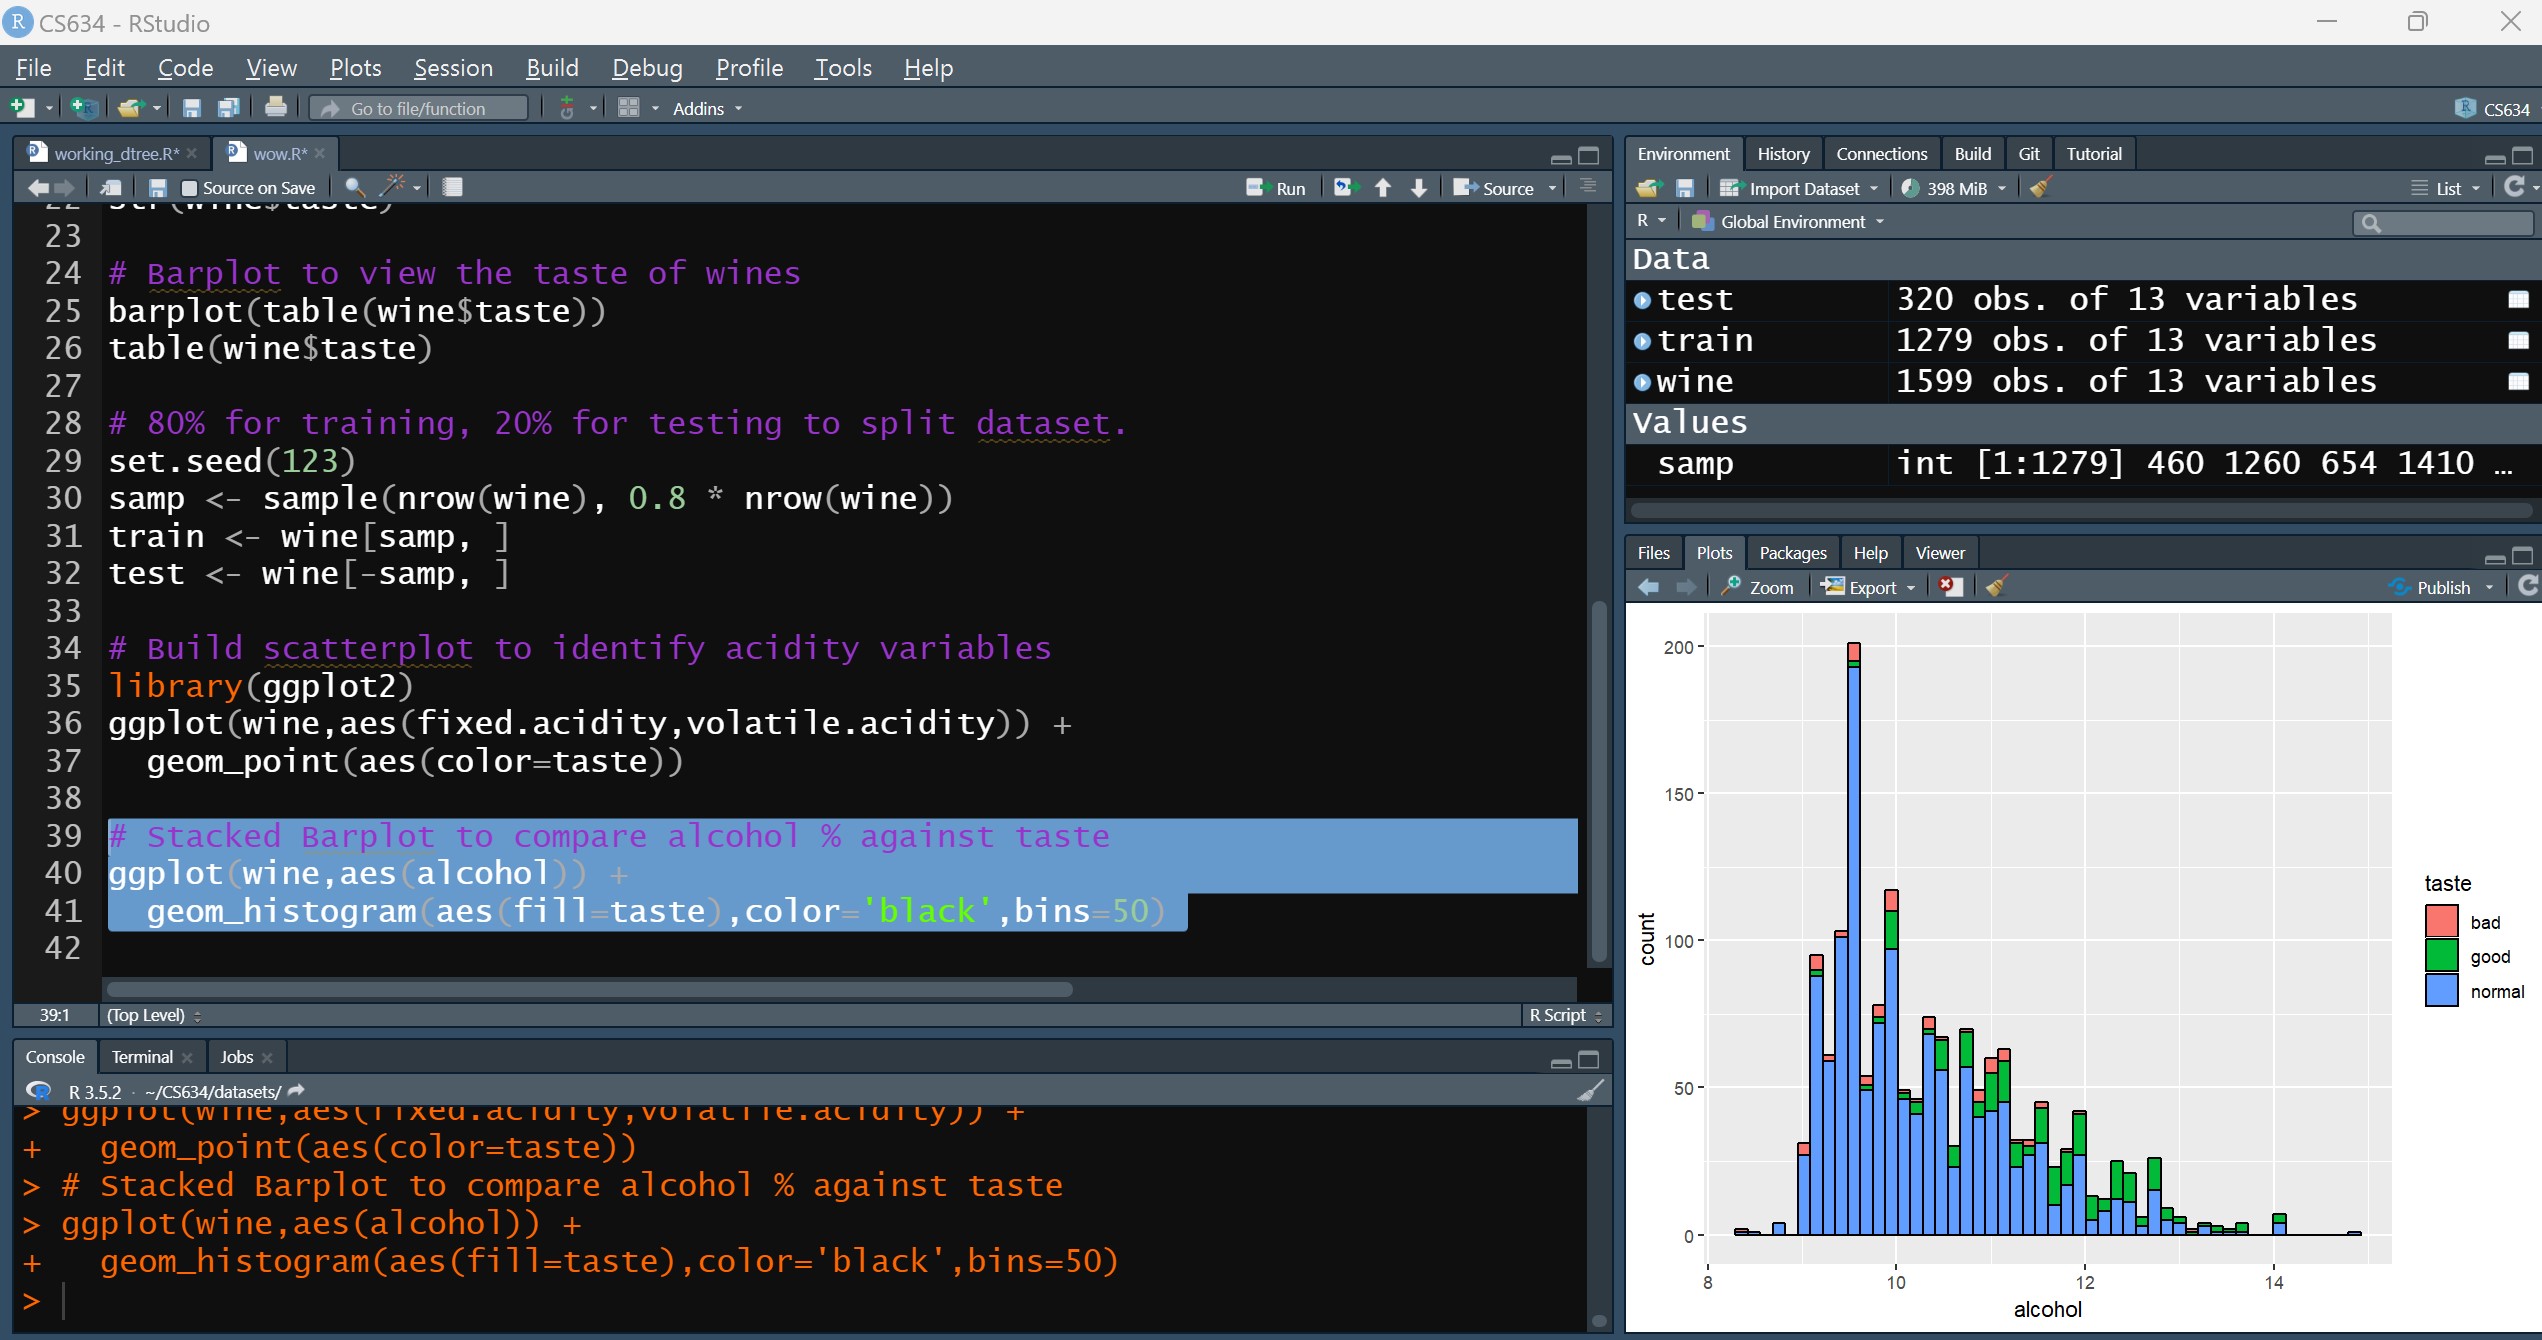 CS634 - RStudio
File Edit Code View Plots Session Build Debug Profile Tools Help
Go to file/function Addins CS634
working_dtree.R* wow.R*
Source on Save Run Source
22 str(wine$taste)
23
24 # Barplot to view the taste of wines
25 barplot(table(wine$taste))
26 table(wine$taste)
27
28 # 80% for training, 20% for testing to split dataset.
29 set.seed(123)
30 samp <- sample(nrow(wine), 0.8 * nrow(wine))
31 train <- wine[samp, ]
32 test <- wine[-samp, ]
33
34 # Build scatterplot to identify acidity variables
35 library(ggplot2)
36 ggplot(wine,aes(fixed.acidity,volatile.acidity)) +
37   geom_point(aes(color=taste))
38
39 # Stacked Barplot to compare alcohol % against taste
40 ggplot(wine,aes(alcohol)) +
41   geom_histogram(aes(fill=taste),color='black',bins=50)
42
39:1 (Top Level) R Script
Console Terminal Jobs
R 3.5.2 · ~/CS634/datasets/
> ggplot(wine,aes(fixed.acidity,volatile.acidity)) +
+   geom_point(aes(color=taste))
> # Stacked Barplot to compare alcohol % against taste
> ggplot(wine,aes(alcohol)) +
+   geom_histogram(aes(fill=taste),color='black',bins=50)
>
Environment History Connections Build Git Tutorial
Import Dataset 398 MiB List
R Global Environment
Data
test 320 obs. of 13 variables
train 1279 obs. of 13 variables
wine 1599 obs. of 13 variables
Values
samp int [1:1279] 460 1260 654 1410 ...
Files Plots Packages Help Viewer
Zoom Export Publish
200
150
100
50
0
count
8 10 12 14
alcohol
taste
bad
good
normal